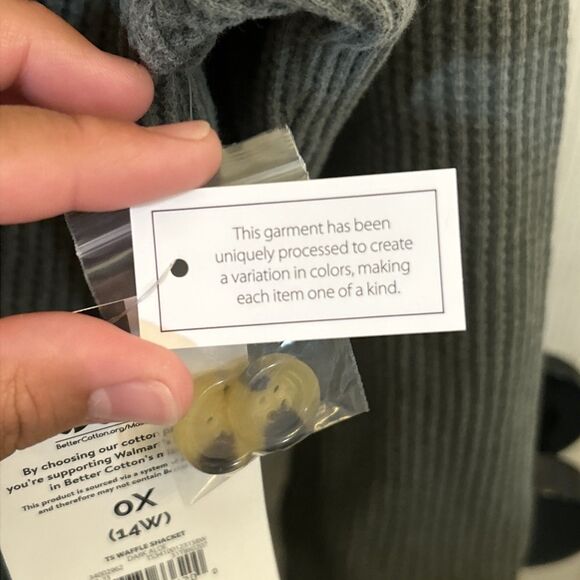 This garment has been
uniquely processed to create
a variation in colors, making
each item one of a kind.
BetterCotton.org/
By choosing our cotton
you're supporting Walmar
in Better Cotton's
This product is sourced via a system
and therefore may not contain
0X
(14W)
TS WAFFLE SHACKET